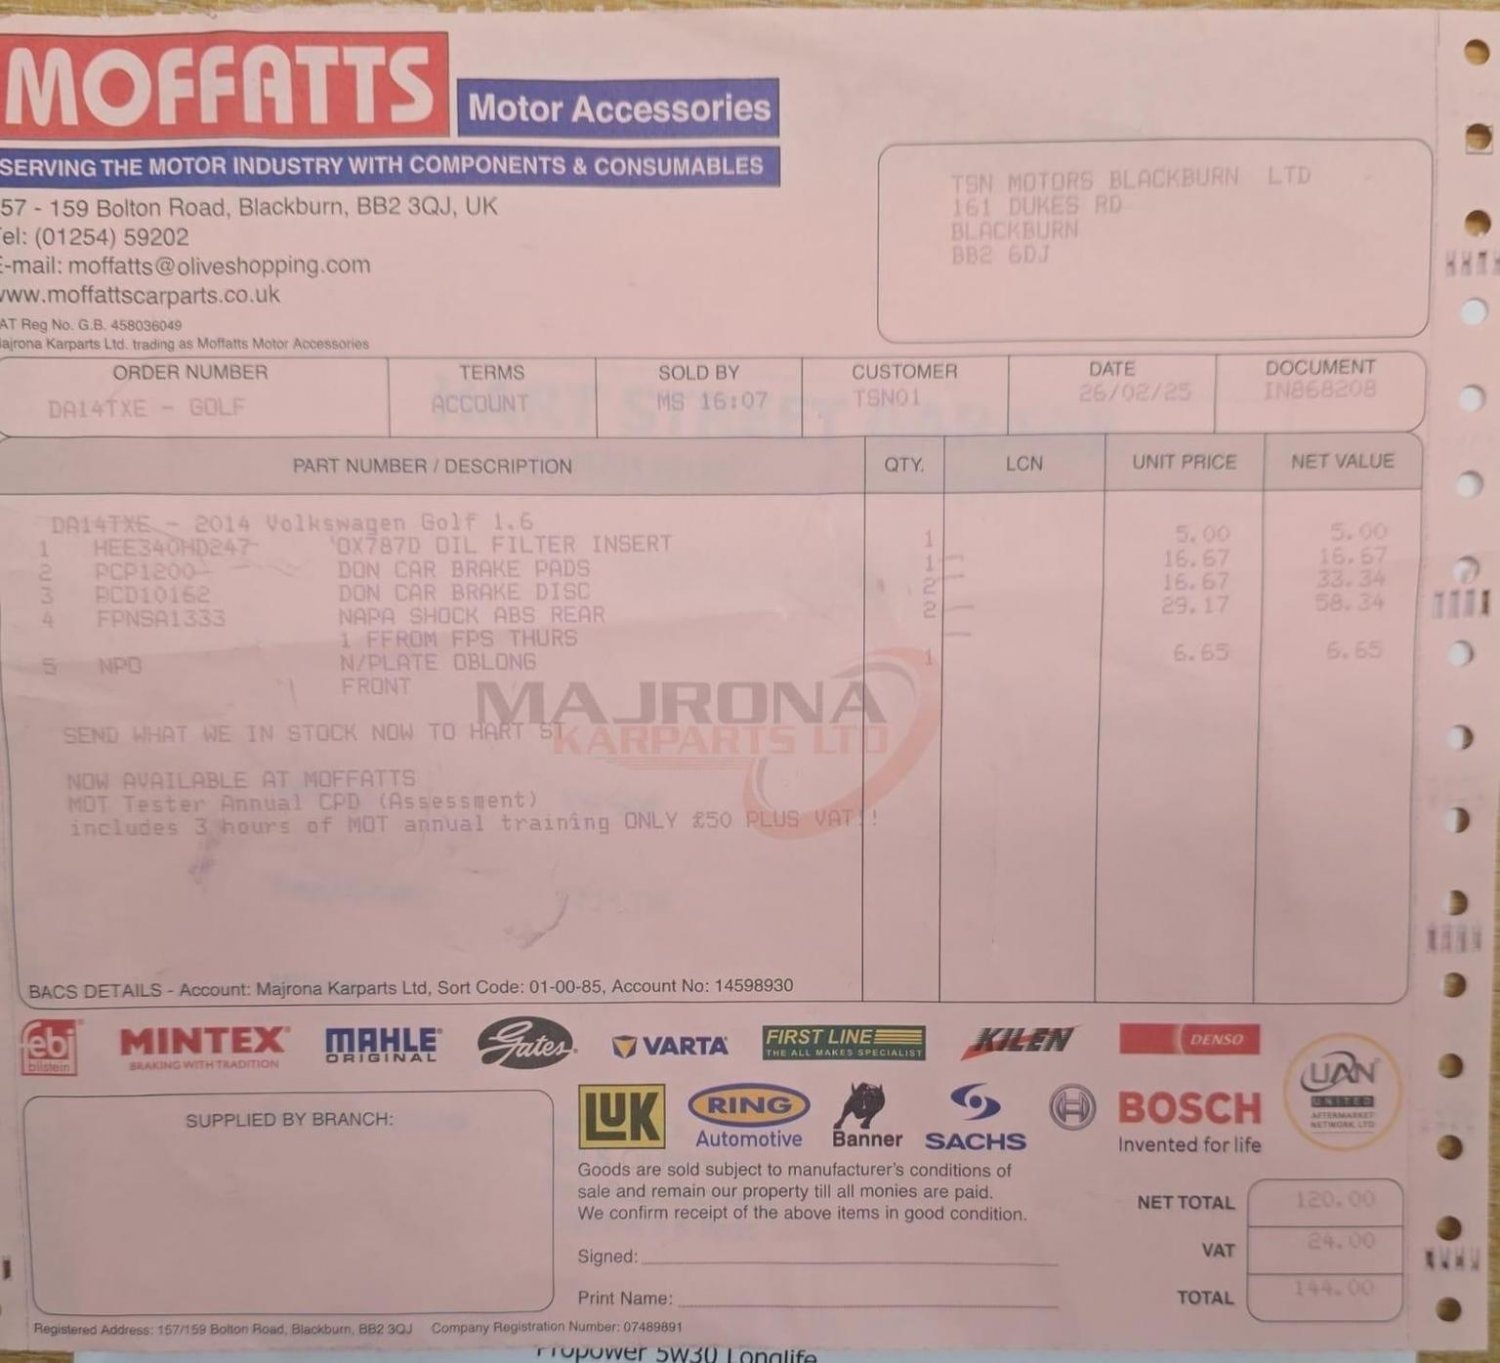 MOFFATTS
Motor Accessories
SERVING THE MOTOR INDUSTRY WITH COMPONENTS & CONSUMABLES
57 - 159 Bolton Road, Blackburn, BB2 3QJ, UK
el: (01254) 59202
E-mail: moffatts@oliveshopping.com
www.moffattscarparts.co.uk
AT Reg No. G.B. 458036049
ajrona Karparts Ltd. trading as Moffatts Motor Accessories
TSN MOTORS BLACKBURN LTD
161 DUKES RD
BLACKBURN
BB2 6DJ
ORDER NUMBER TERMS SOLD BY CUSTOMER DATE DOCUMENT
DA14TXE - GOLF ACCOUNT MS 16:07 TSN01 26/02/25 IN868208
PART NUMBER / DESCRIPTION QTY. LCN UNIT PRICE NET VALUE
DA14TXE - 2014 Volkswagen Golf 1.6
1 HEE340HD247 OX787D OIL FILTER INSERT 1 5.00 5.00
2 PCP1200 DON CAR BRAKE PADS 1 16.67 16.67
3 PCD10162 DON CAR BRAKE DISC 2 16.67 33.34
4 FPNSA1333 NAPA SHOCK ABS REAR 2 29.17 58.34
1 FFROM FPS THURS
5 NPO N/PLATE OBLONG 1 6.65 6.65
FRONT
MAJRONA
KARPARTS LTD
SEND WHAT WE IN STOCK NOW TO HART ST
NOW AVAILABLE AT MOFFATTS
MOT Tester Annual CPD (Assessment)
includes 3 hours of MOT annual training ONLY £50 PLUS VAT!!
BACS DETAILS - Account: Majrona Karparts Ltd, Sort Code: 01-00-85, Account No: 14598930
febi bilstein
MINTEX
BRAKING WITH TRADITION
MAHLE
ORIGINAL
Gates
VARTA
FIRST LINE
THE ALL MAKES SPECIALIST
KILEN
DENSO
UAN
UNITED
AFTERMARKET
NETWORK LTD
LUK
RING
Automotive
Banner
SACHS
BOSCH
Invented for life
SUPPLIED BY BRANCH:
Goods are sold subject to manufacturer's conditions of
sale and remain our property till all monies are paid.
We confirm receipt of the above items in good condition.
Signed:
Print Name:
NET TOTAL 120.00
VAT 24.00
TOTAL 144.00
Registered Address: 157/159 Bolton Road, Blackburn, BB2 3QJ Company Registration Number: 07489891
Propower 5W30 Longlife